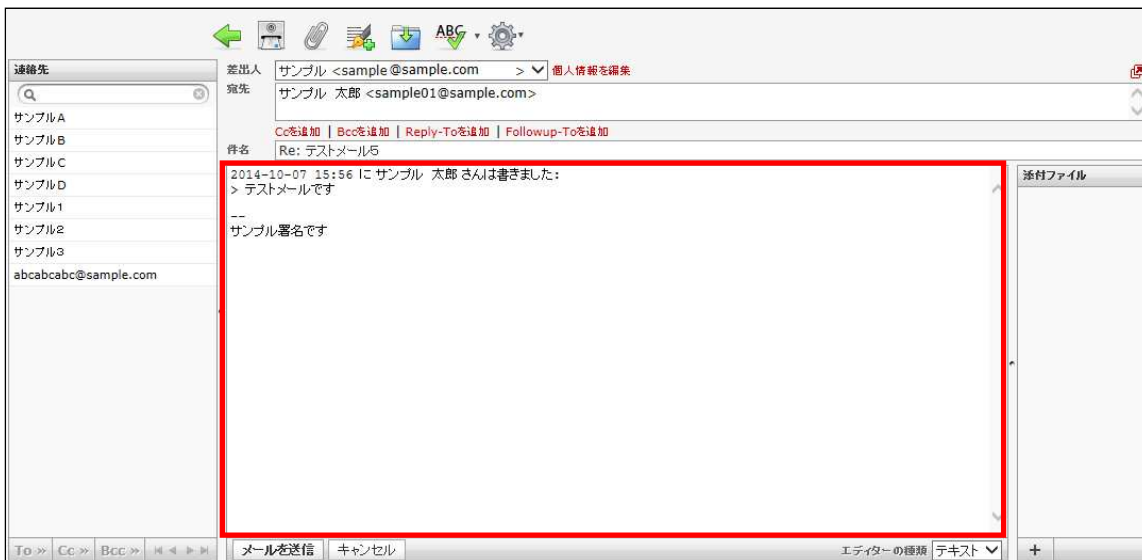 ABC
連絡先
サンプルA
サンプルB
サンプルC
サンプルD
サンプル1
サンプル2
サンプル3
abcabcabc@sample.com
To » Cc » Bcc »
差出人 サンプル <sample@sample.com > 個人情報を編集
宛先 サンプル 太郎 <sample01@sample.com>
Ccを追加 | Bccを追加 | Reply-Toを追加 | Followup-Toを追加
件名 Re: テストメール5
2014-10-07 15:56 に サンプル 太郎 さんは書きました:
> テストメールです
--
サンプル署名です
メールを送信 キャンセル
エディターの種類 テキスト
添付ファイル
+